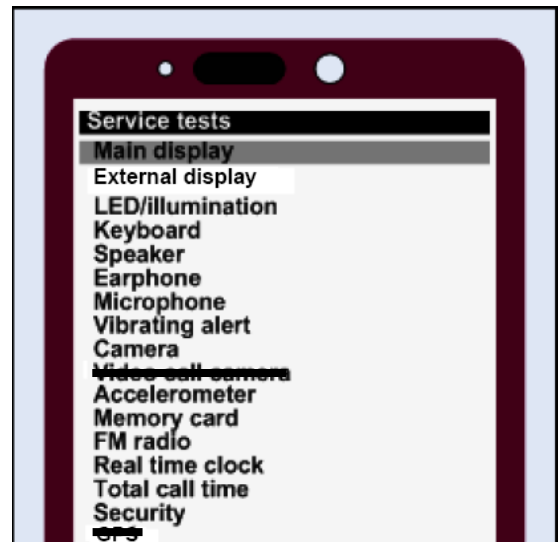 Service tests
Main display
External display
LED/illumination
Keyboard
Speaker
Earphone
Microphone
Vibrating alert
Camera
Video call camera
Accelerometer
Memory card
FM radio
Real time clock
Total call time
Security
GPS